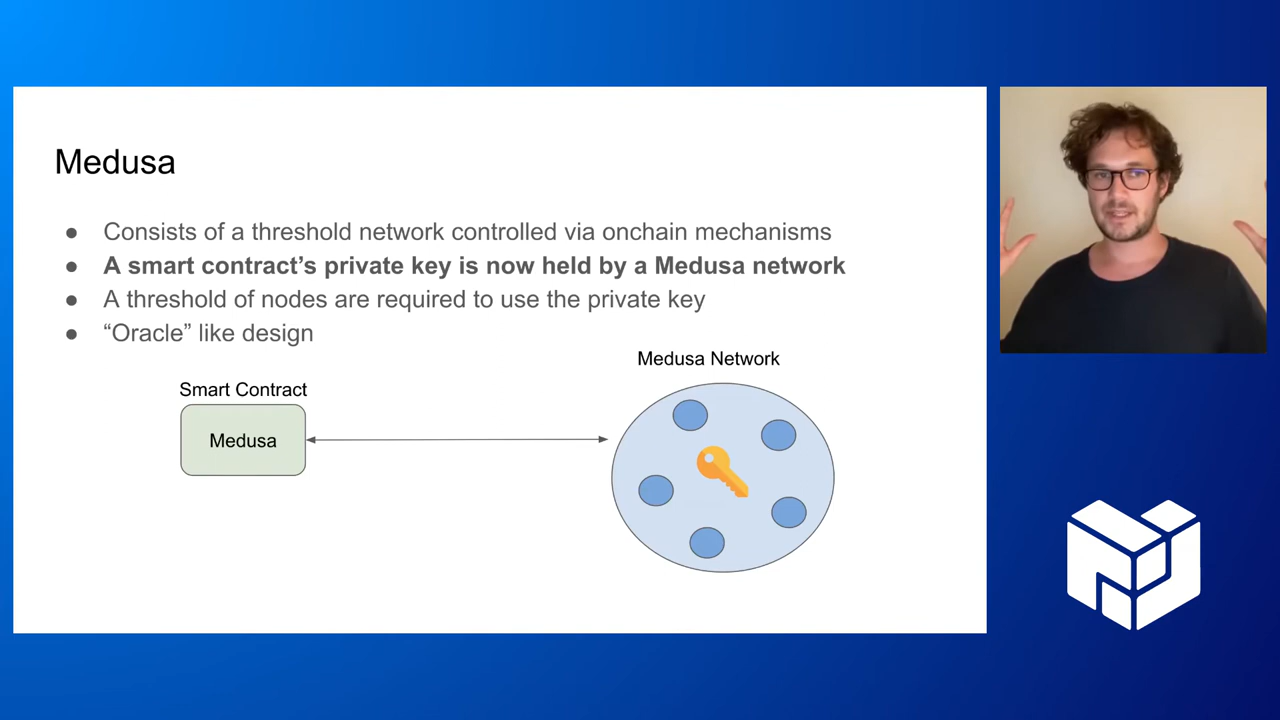 Medusa
● Consists of a threshold network controlled via onchain mechanisms
● A smart contract’s private key is now held by a Medusa network
● A threshold of nodes are required to use the private key
● “Oracle” like design
Medusa Network
Smart Contract
Medusa